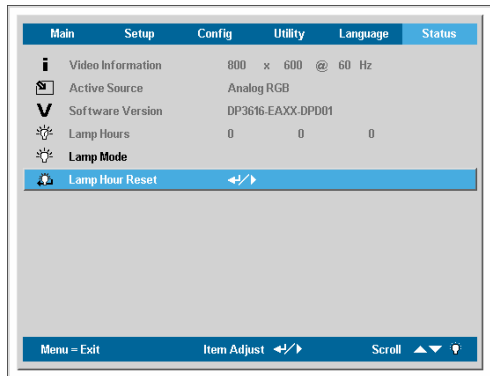 Main Setup Config Utility Language Status
Video Information 800 x 600 @ 60 Hz
Active Source Analog RGB
Software Version DP3616-EAXX-DPD01
Lamp Hours 0 0 0
Lamp Mode
Lamp Hour Reset
Menu = Exit Item Adjust Scroll